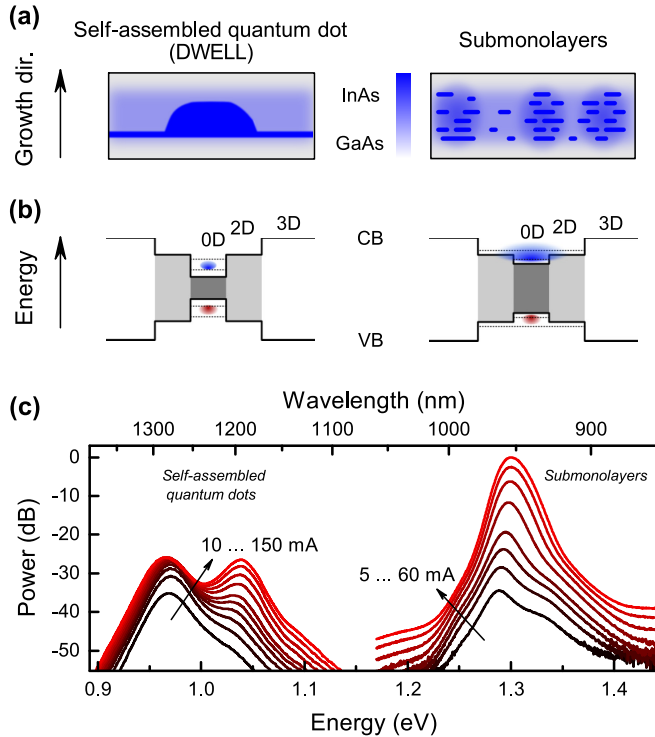 (a)
Self-assembled quantum dot
(DWELL)
Submonolayers
Growth dir.
InAs
GaAs
(b)
0D 2D 3D
CB
0D 2D 3D
Energy
VB
(c)
Wavelength (nm)
1300 1200 1100 1000 900
Self-assembled
quantum dots
Submonolayers
10 ... 150 mA
5 ... 60 mA
Power (dB)
0
-10
-20
-30
-40
-50
0.9 1.0 1.1 1.2 1.3 1.4
Energy (eV)